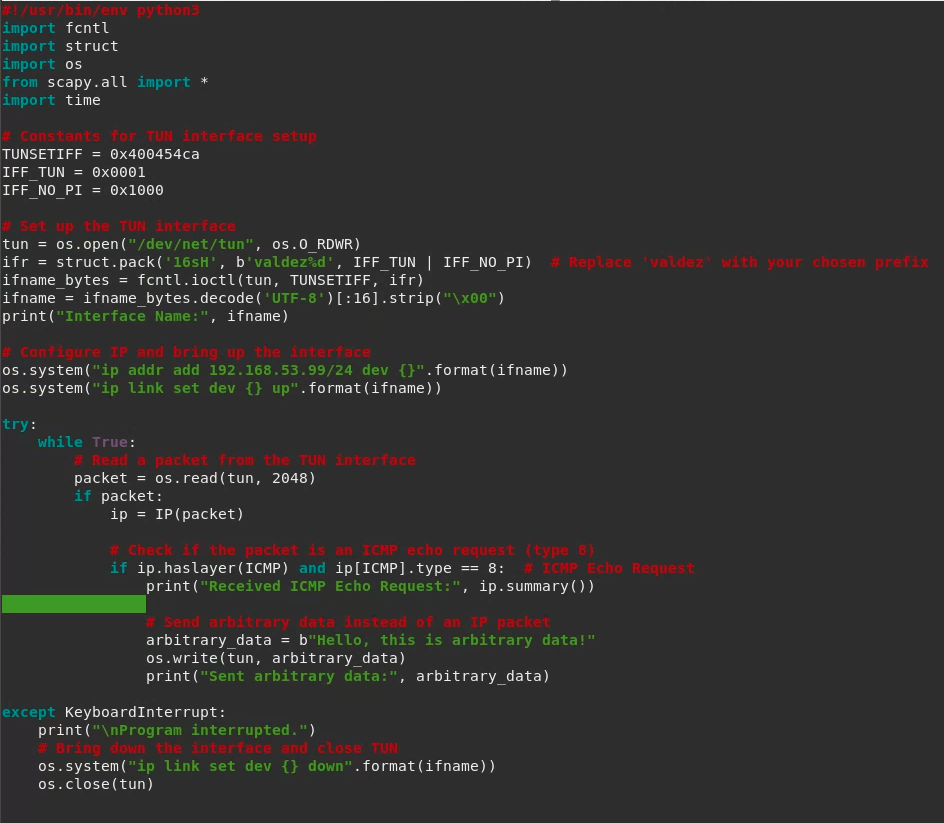 #!/usr/bin/env python3
import fcntl
import struct
import os
from scapy.all import *
import time

# Constants for TUN interface setup
TUNSETIFF = 0x400454ca
IFF_TUN = 0x0001
IFF_NO_PI = 0x1000

# Set up the TUN interface
tun = os.open("/dev/net/tun", os.O_RDWR)
ifr = struct.pack('16sH', b'valdez%d', IFF_TUN | IFF_NO_PI)  # Replace 'valdez' with your chosen prefix
ifname_bytes = fcntl.ioctl(tun, TUNSETIFF, ifr)
ifname = ifname_bytes.decode('UTF-8')[:16].strip("\x00")
print("Interface Name:", ifname)

# Configure IP and bring up the interface
os.system("ip addr add 192.168.53.99/24 dev {}".format(ifname))
os.system("ip link set dev {} up".format(ifname))

try:
    while True:
        # Read a packet from the TUN interface
        packet = os.read(tun, 2048)
        if packet:
            ip = IP(packet)

            # Check if the packet is an ICMP echo request (type 8)
            if ip.haslayer(ICMP) and ip[ICMP].type == 8:  # ICMP Echo Request
                print("Received ICMP Echo Request:", ip.summary())

                # Send arbitrary data instead of an IP packet
                arbitrary_data = b"Hello, this is arbitrary data!"
                os.write(tun, arbitrary_data)
                print("Sent arbitrary data:", arbitrary_data)

except KeyboardInterrupt:
    print("\nProgram interrupted.")
    # Bring down the interface and close TUN
    os.system("ip link set dev {} down".format(ifname))
    os.close(tun)